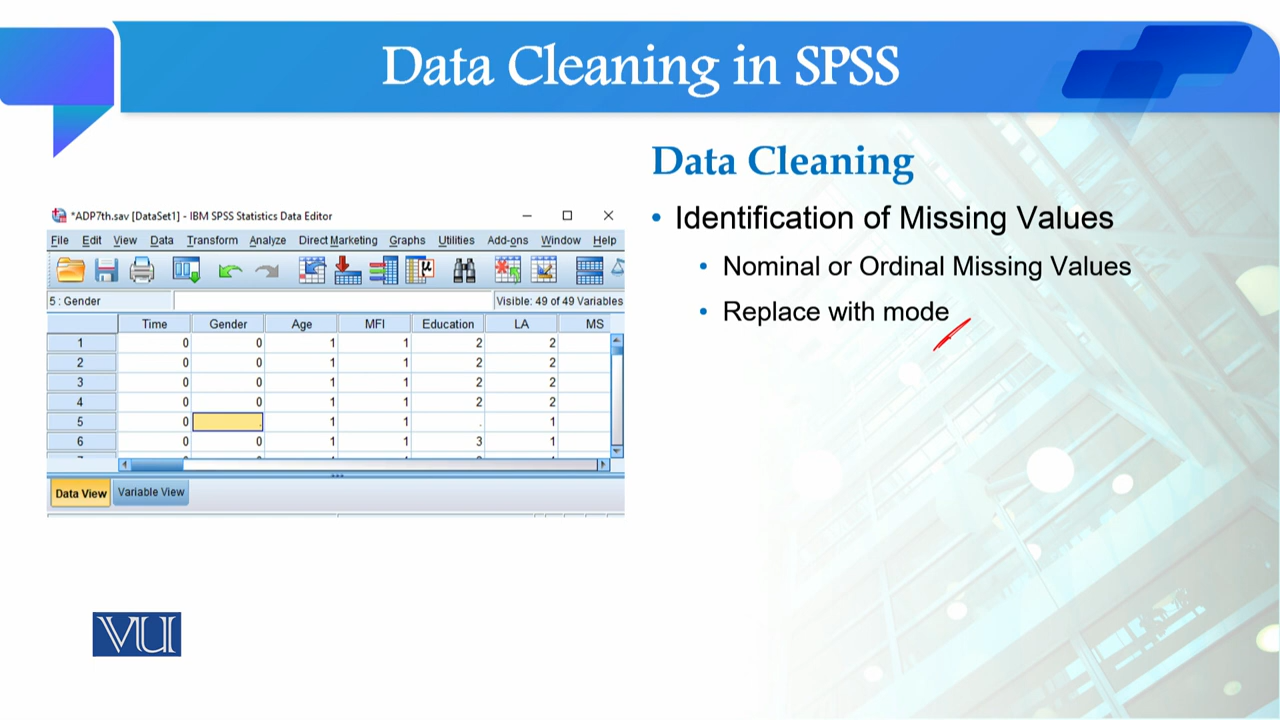 Data Cleaning in SPSS
Data Cleaning
• Identification of Missing Values
• Nominal or Ordinal Missing Values
• Replace with mode
*ADP7th.sav [DataSet1] - IBM SPSS Statistics Data Editor
File Edit View Data Transform Analyze Direct Marketing Graphs Utilities Add-ons Window Help
5 : Gender Visible: 49 of 49 Variables
Time Gender Age MFI Education LA MS
1 0 0 1 1 2 2
2 0 0 1 1 2 2
3 0 0 1 1 2 2
4 0 0 1 1 2 2
5 0 . 1 1 . 1
6 0 0 1 1 3 1
Data View Variable View
VU